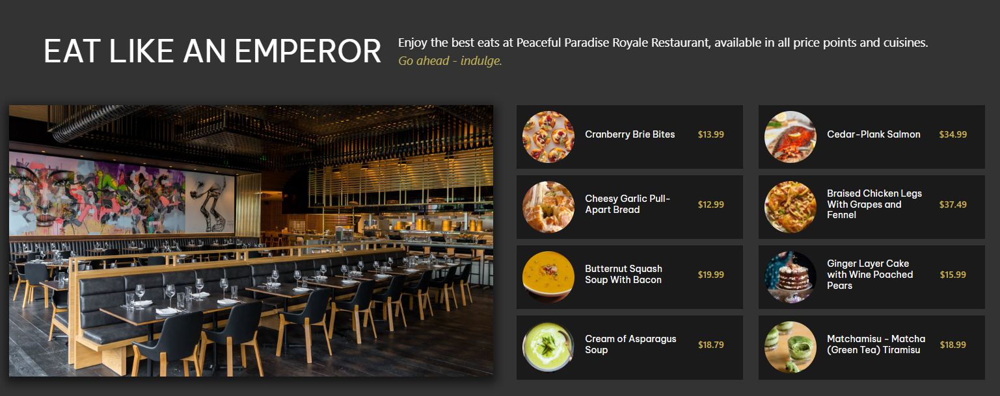 EAT LIKE AN EMPEROR
Enjoy the best eats at Peaceful Paradise Royale Restaurant, available in all price points and cuisines.
Go ahead - indulge.
Cranberry Brie Bites
$13.99
Cedar-Plank Salmon
$34.99
Cheesy Garlic Pull-
Apart Bread
$12.99
Braised Chicken Legs
With Grapes and
Fennel
$37.49
Butternut Squash
Soup With Bacon
$19.99
Ginger Layer Cake
with Wine Poached
Pears
$15.99
Cream of Asparagus
Soup
$18.79
Matchamisu - Matcha
(Green Tea) Tiramisu
$18.99